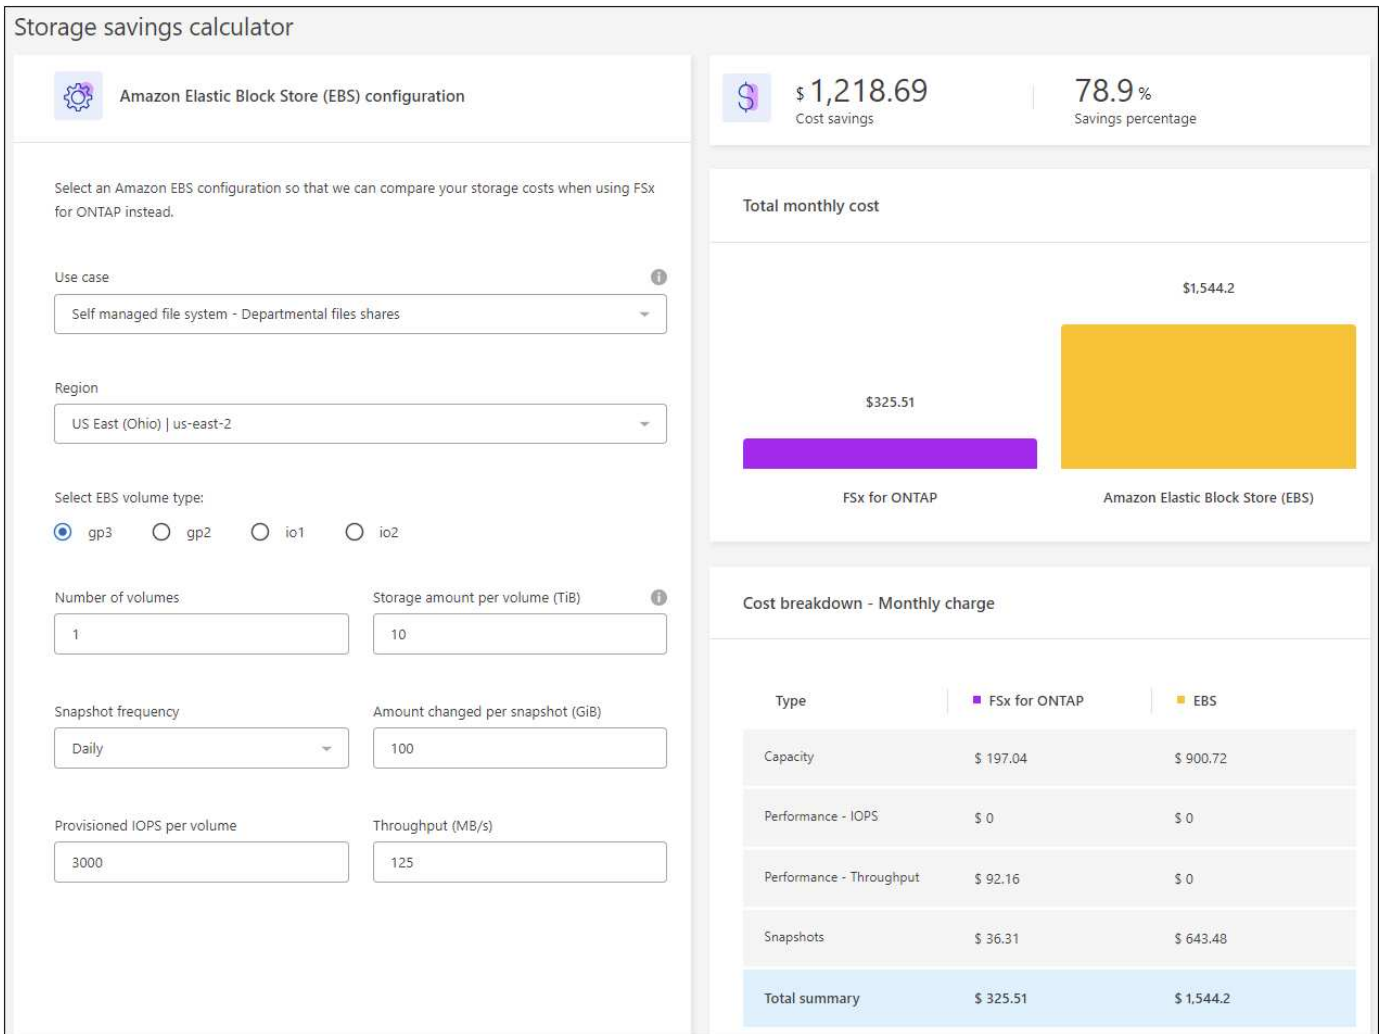 Storage savings calculator
Amazon Elastic Block Store (EBS) configuration
Select an Amazon EBS configuration so that we can compare your storage costs when using FSx
for ONTAP instead.
Use case
Self managed file system - Departmental files shares
Region
US East (Ohio) | us-east-2
Select EBS volume type:
gp3 gp2 io1 io2
Number of volumes Storage amount per volume (TiB)
1 10
Snapshot frequency Amount changed per snapshot (GiB)
Daily 100
Provisioned IOPS per volume Throughput (MB/s)
3000 125
$ 1,218.69 78.9 %
Cost savings Savings percentage
Total monthly cost
$1,544.2
$325.51
FSx for ONTAP Amazon Elastic Block Store (EBS)
Cost breakdown - Monthly charge
Type FSx for ONTAP EBS
Capacity $ 197.04 $ 900.72
Performance - IOPS $ 0 $ 0
Performance - Throughput $ 92.16 $ 0
Snapshots $ 36.31 $ 643.48
Total summary $ 325.51 $ 1,544.2